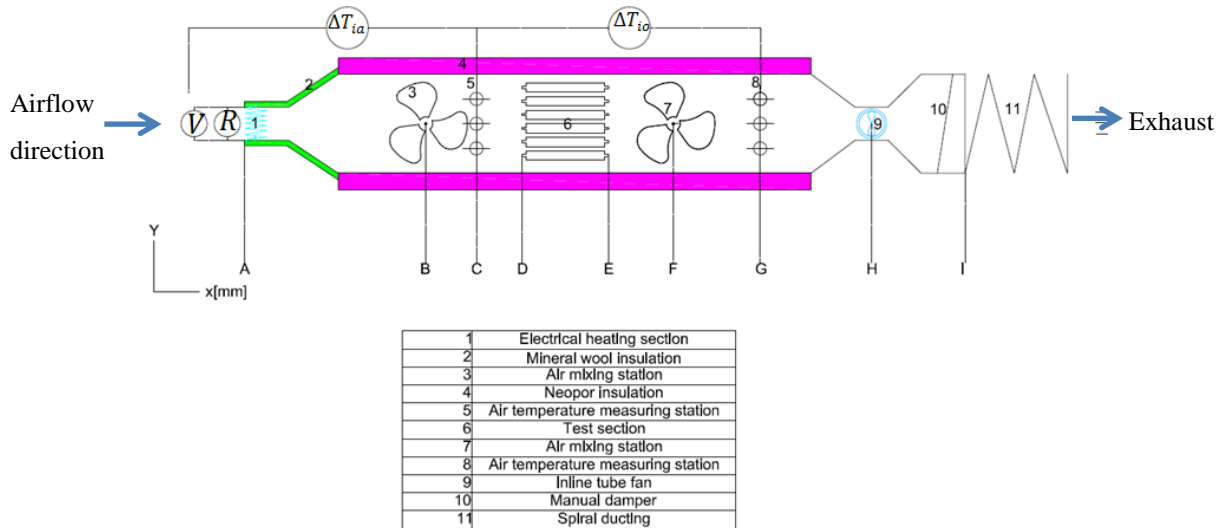 ΔTia ΔTio
4
2
3 5 7 8
Airflow direction
V R 1 6 9 10 11 Exhaust
Y
x[mm]
A B C D E F G H I
1 Electrical heating section
2 Mineral wool insulation
3 Air mixing station
4 Neopor insulation
5 Air temperature measuring station
6 Test section
7 Air mixing station
8 Air temperature measuring station
9 Inline tube fan
10 Manual damper
11 Spiral ducting